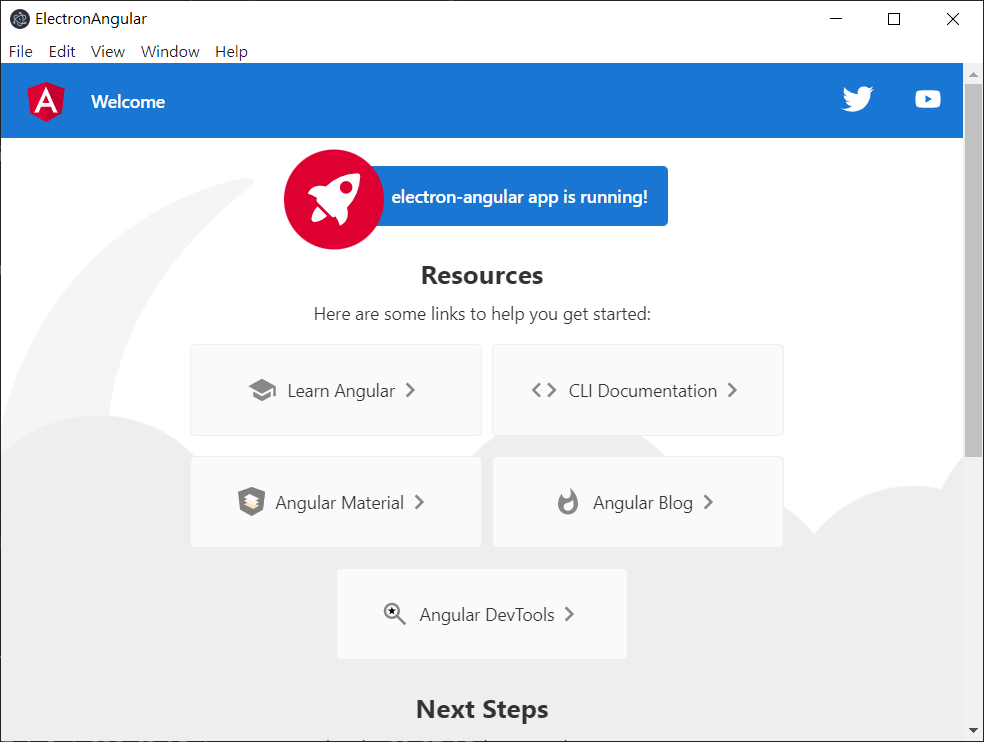 ElectronAngular
File Edit View Window Help
Welcome
electron-angular app is running!
Resources
Here are some links to help you get started:
Learn Angular
CLI Documentation
Angular Material
Angular Blog
Angular DevTools
Next Steps